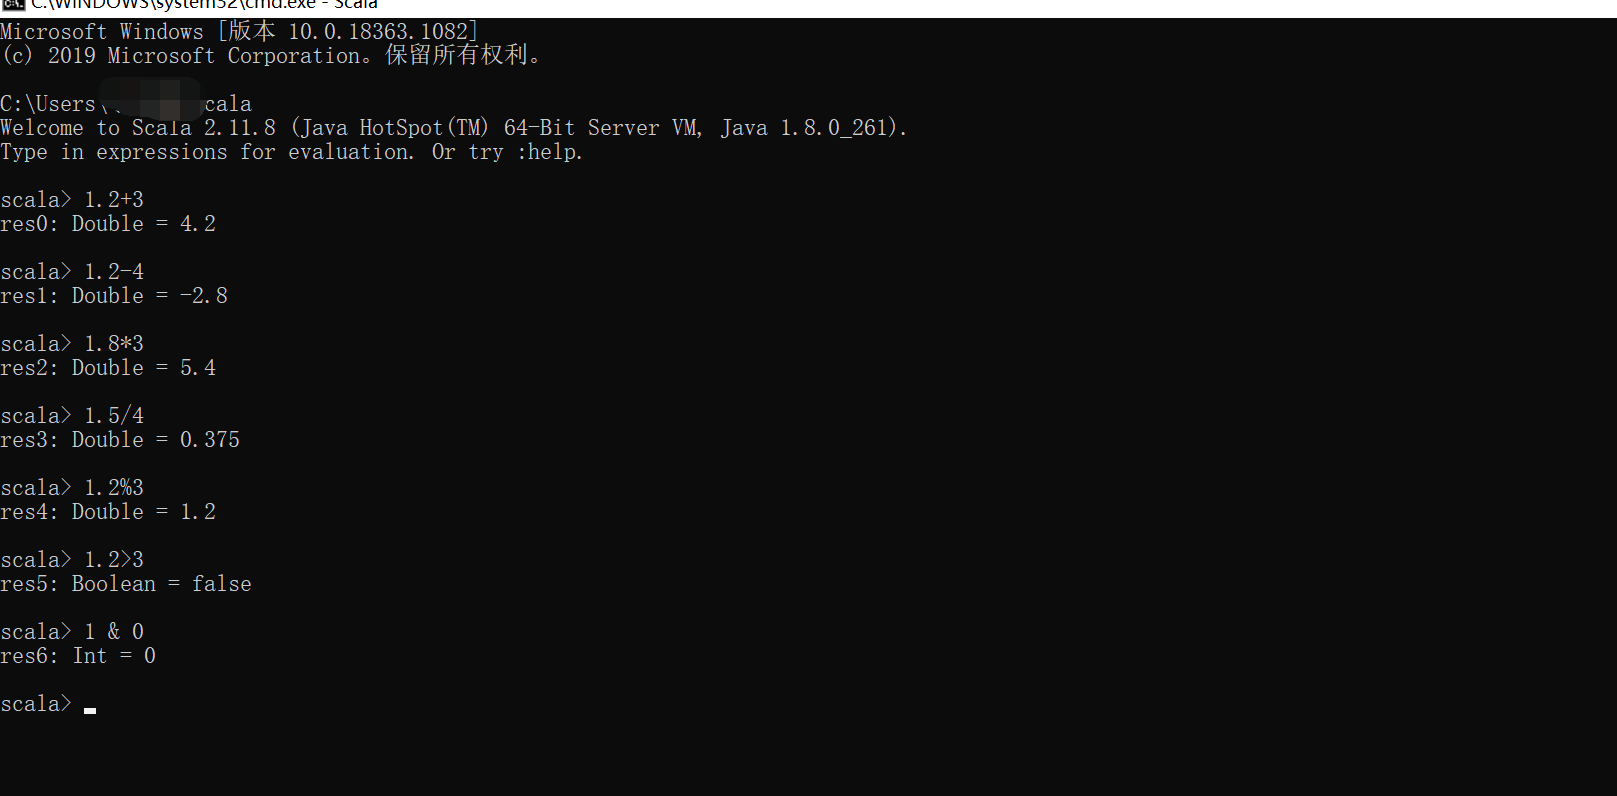 C:\WINDOWS\system32\cmd.exe - Scala
Microsoft Windows [版本 10.0.18363.1082]
(c) 2019 Microsoft Corporation。保留所有权利。
C:\Users\ cala
Welcome to Scala 2.11.8 (Java HotSpot(TM) 64-Bit Server VM, Java 1.8.0_261).
Type in expressions for evaluation. Or try :help.
scala> 1.2+3
res0: Double = 4.2
scala> 1.2-4
res1: Double = -2.8
scala> 1.8*3
res2: Double = 5.4
scala> 1.5/4
res3: Double = 0.375
scala> 1.2%3
res4: Double = 1.2
scala> 1.2>3
res5: Boolean = false
scala> 1 & 0
res6: Int = 0
scala>